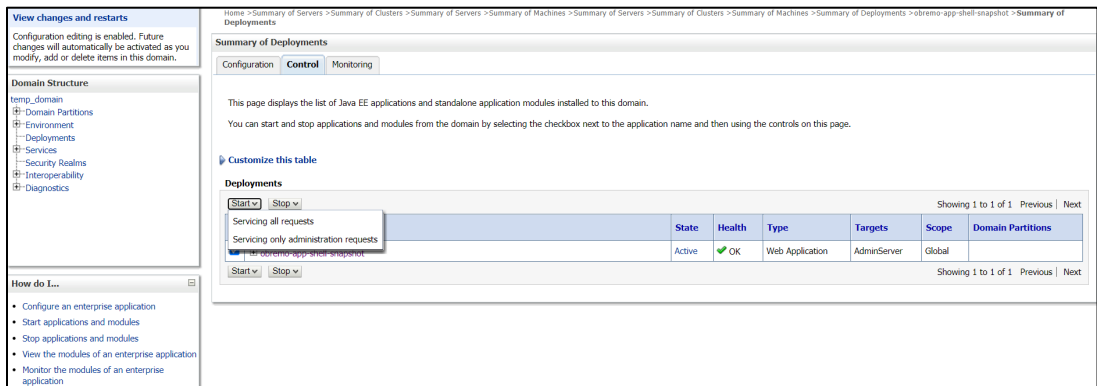 View changes and restarts
Configuration editing is enabled. Future
changes will automatically be activated as you
modify, add or delete items in this domain.
Domain Structure
temp_domain
Domain Partitions
Environment
Deployments
Services
Security Realms
Interoperability
Diagnostics
How do I...
Configure an enterprise application
Start applications and modules
Stop applications and modules
View the modules of an enterprise application
Monitor the modules of an enterprise
application
Home >Summary of Servers >Summary of Clusters >Summary of Servers >Summary of Machines >Summary of Servers >Summary of Clusters >Summary of Machines >Summary of Deployments >obremo-app-shell-snapshot >Summary of
Deployments
Summary of Deployments
Configuration Control Monitoring
This page displays the list of Java EE applications and standalone application modules installed to this domain.
You can start and stop applications and modules from the domain by selecting the checkbox next to the application name and then using the controls on this page.
Customize this table
Deployments
Start Stop Showing 1 to 1 of 1 Previous | Next
Servicing all requests
Servicing only administration requests
State Health Type Targets Scope Domain Partitions
obremo-app-shell-snapshot Active OK Web Application AdminServer Global
Start Stop Showing 1 to 1 of 1 Previous | Next